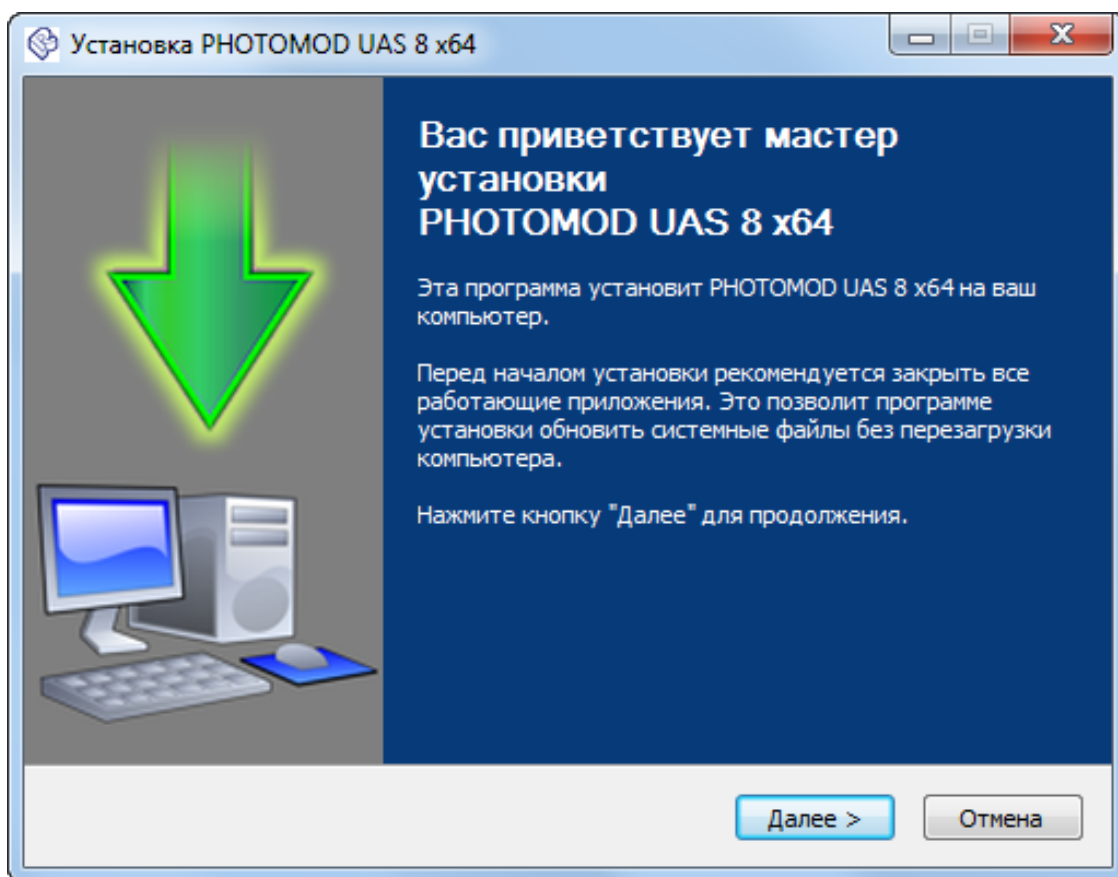 Установка PHOTOMOD UAS 8 x64
Вас приветствует мастер
установки
PHOTOMOD UAS 8 x64
Эта программа установит PHOTOMOD UAS 8 x64 на ваш
компьютер.
Перед началом установки рекомендуется закрыть все
работающие приложения. Это позволит программе
установки обновить системные файлы без перезагрузки
компьютера.
Нажмите кнопку "Далее" для продолжения.
Далее >
Отмена